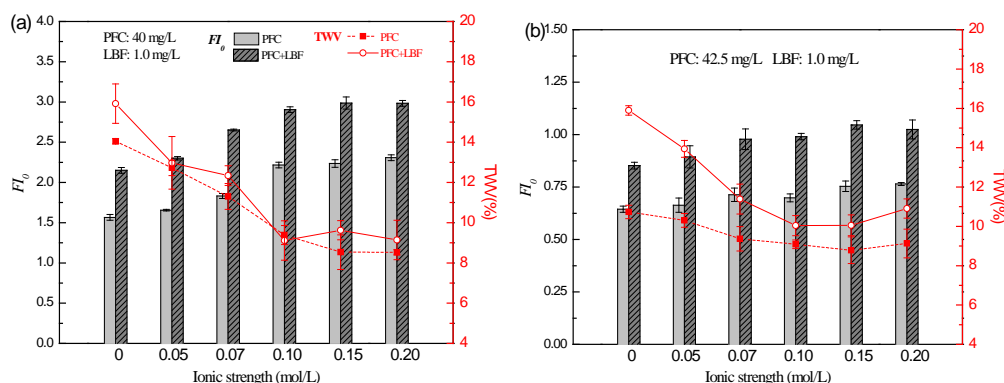 (a)
PFC: 40 mg/L
LBF: 1.0 mg/L
FI0
PFC
PFC+LBF
TWV
PFC
PFC+LBF
4.0
3.5
3.0
2.5
2.0
1.5
1.0
0.5
0.0
FI0
20
18
16
14
12
10
8
6
4
TWV(%)
0 0.05 0.07 0.10 0.15 0.20
Ionic strength (mol/L)
(b)
PFC: 42.5 mg/L LBF: 1.0 mg/L
1.50
1.25
1.00
0.75
0.50
0.25
0.00
FI0
20
18
16
14
12
10
8
6
4
TWV(%)
0 0.05 0.07 0.10 0.15 0.20
Ionic strength (mol/L)